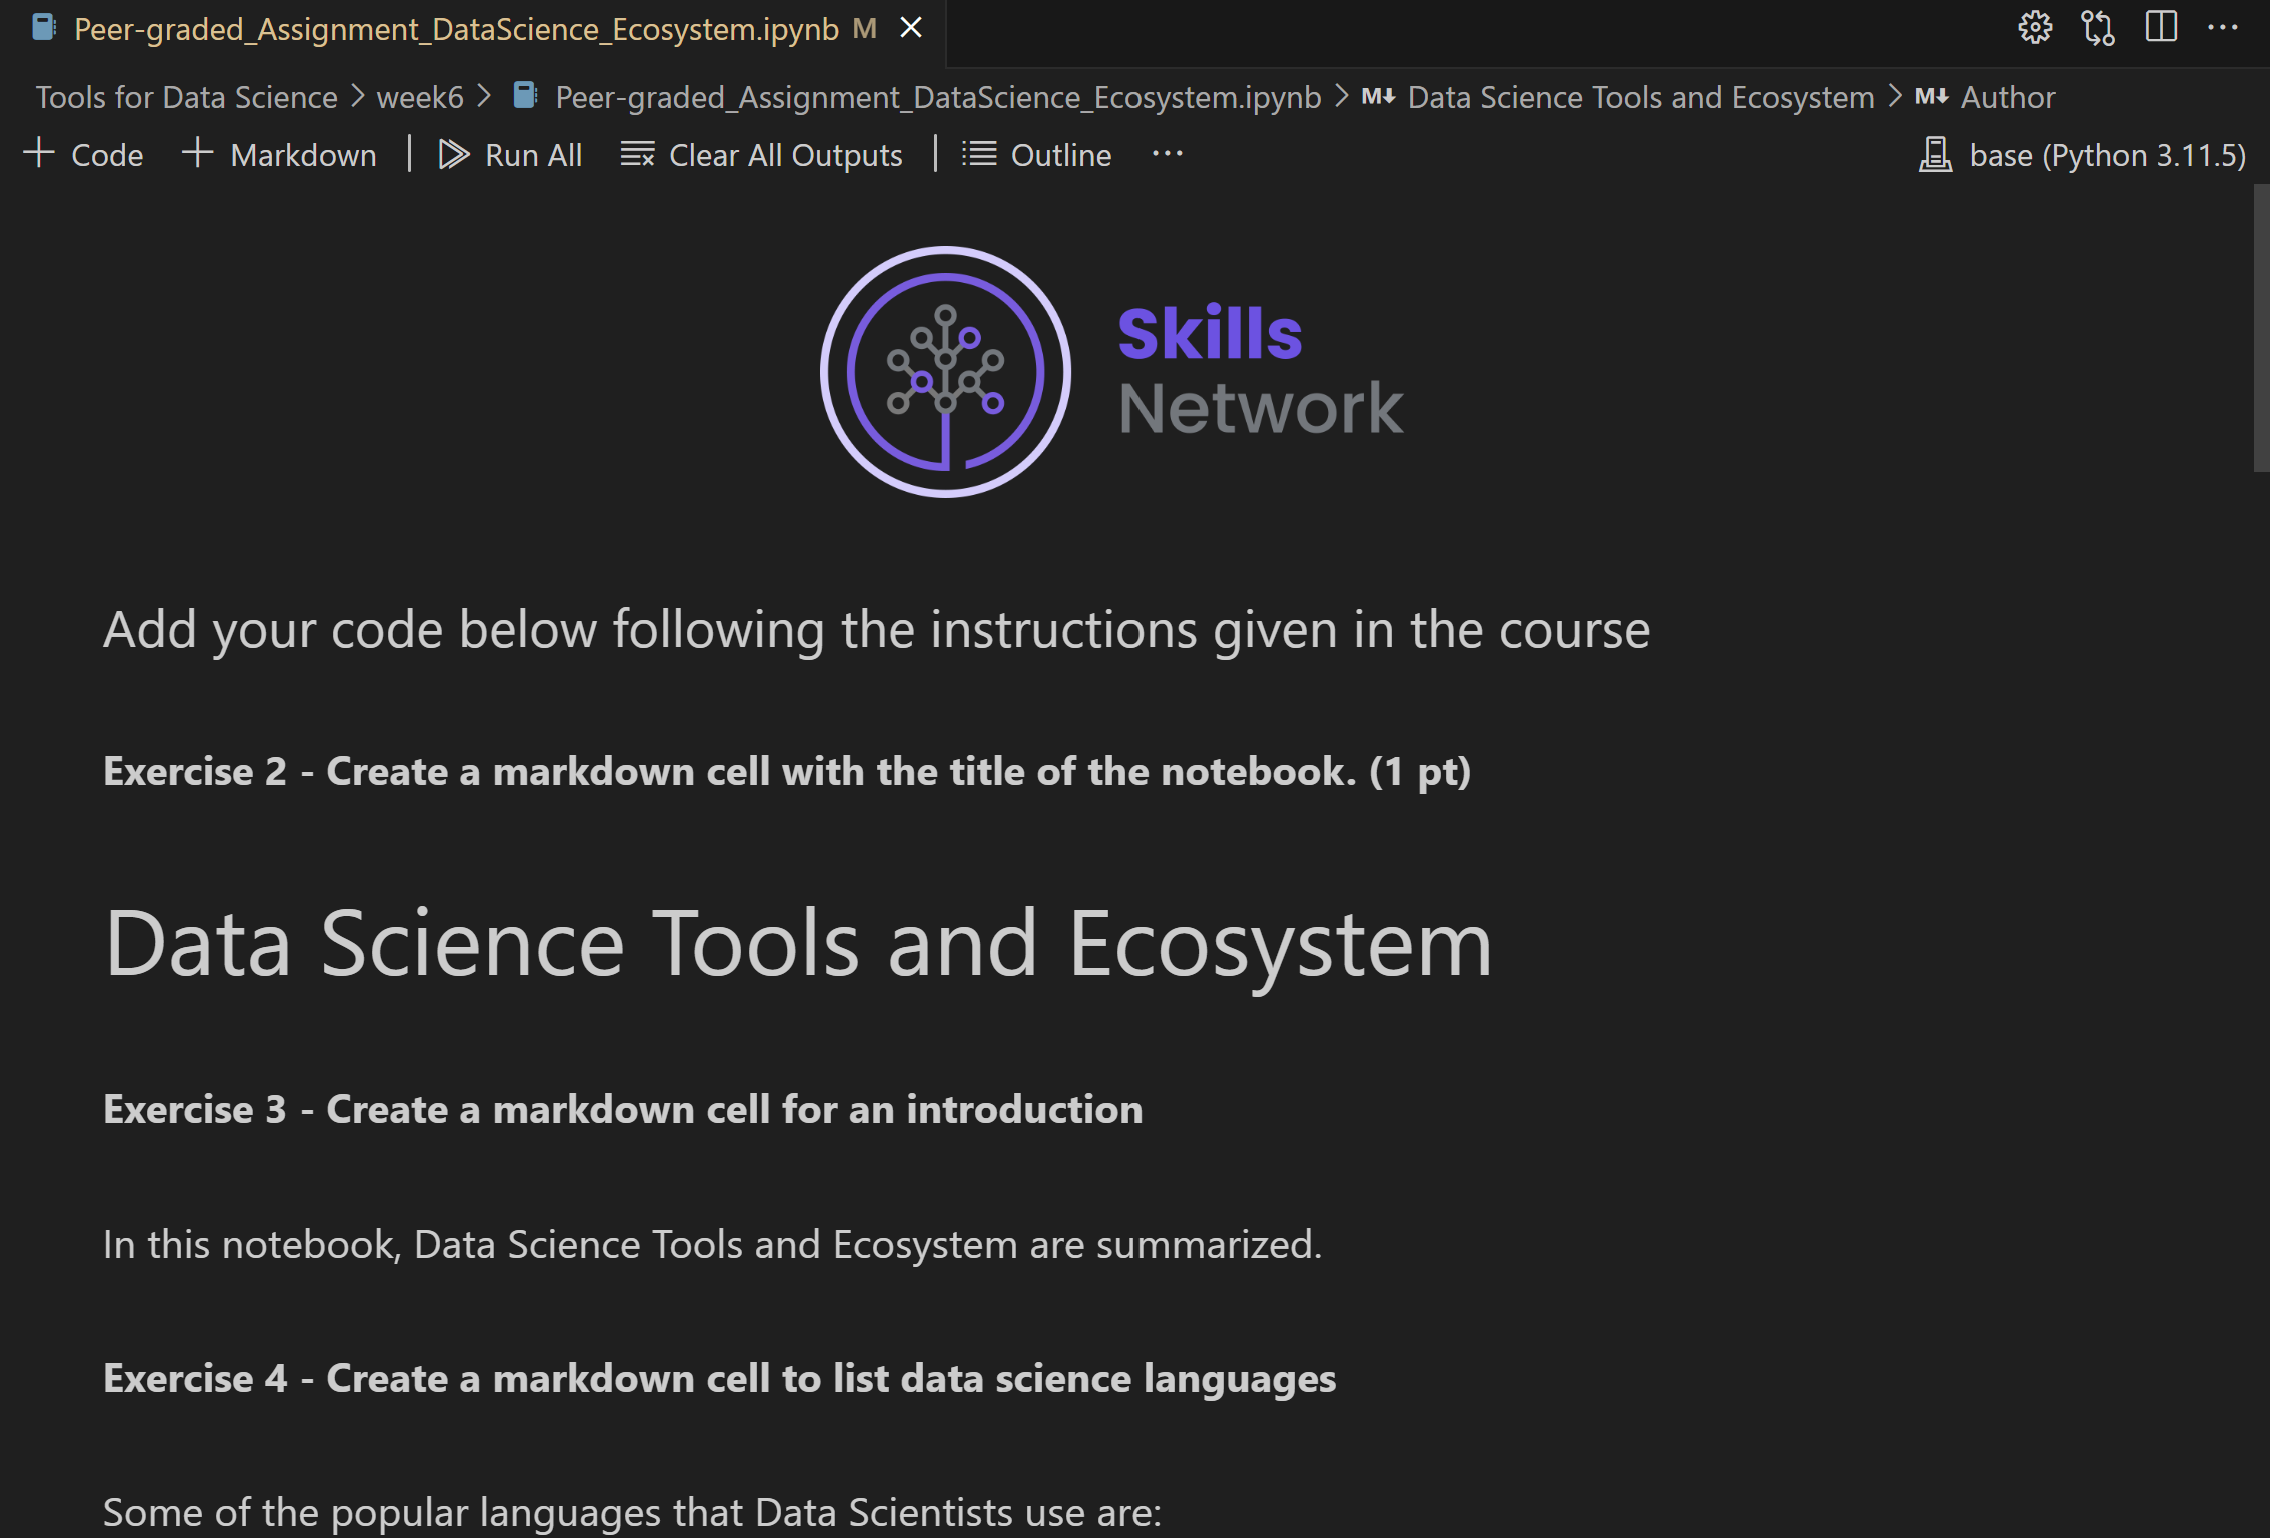 Peer-graded_Assignment_DataScience_Ecosystem.ipynb M
Tools for Data Science > week6 > Peer-graded_Assignment_DataScience_Ecosystem.ipynb > M↓ Data Science Tools and Ecosystem > M↓ Author
+ Code + Markdown | Run All Clear All Outputs | Outline ... base (Python 3.11.5)
Skills
Network
Add your code below following the instructions given in the course
Exercise 2 - Create a markdown cell with the title of the notebook. (1 pt)
Data Science Tools and Ecosystem
Exercise 3 - Create a markdown cell for an introduction
In this notebook, Data Science Tools and Ecosystem are summarized.
Exercise 4 - Create a markdown cell to list data science languages
Some of the popular languages that Data Scientists use are: